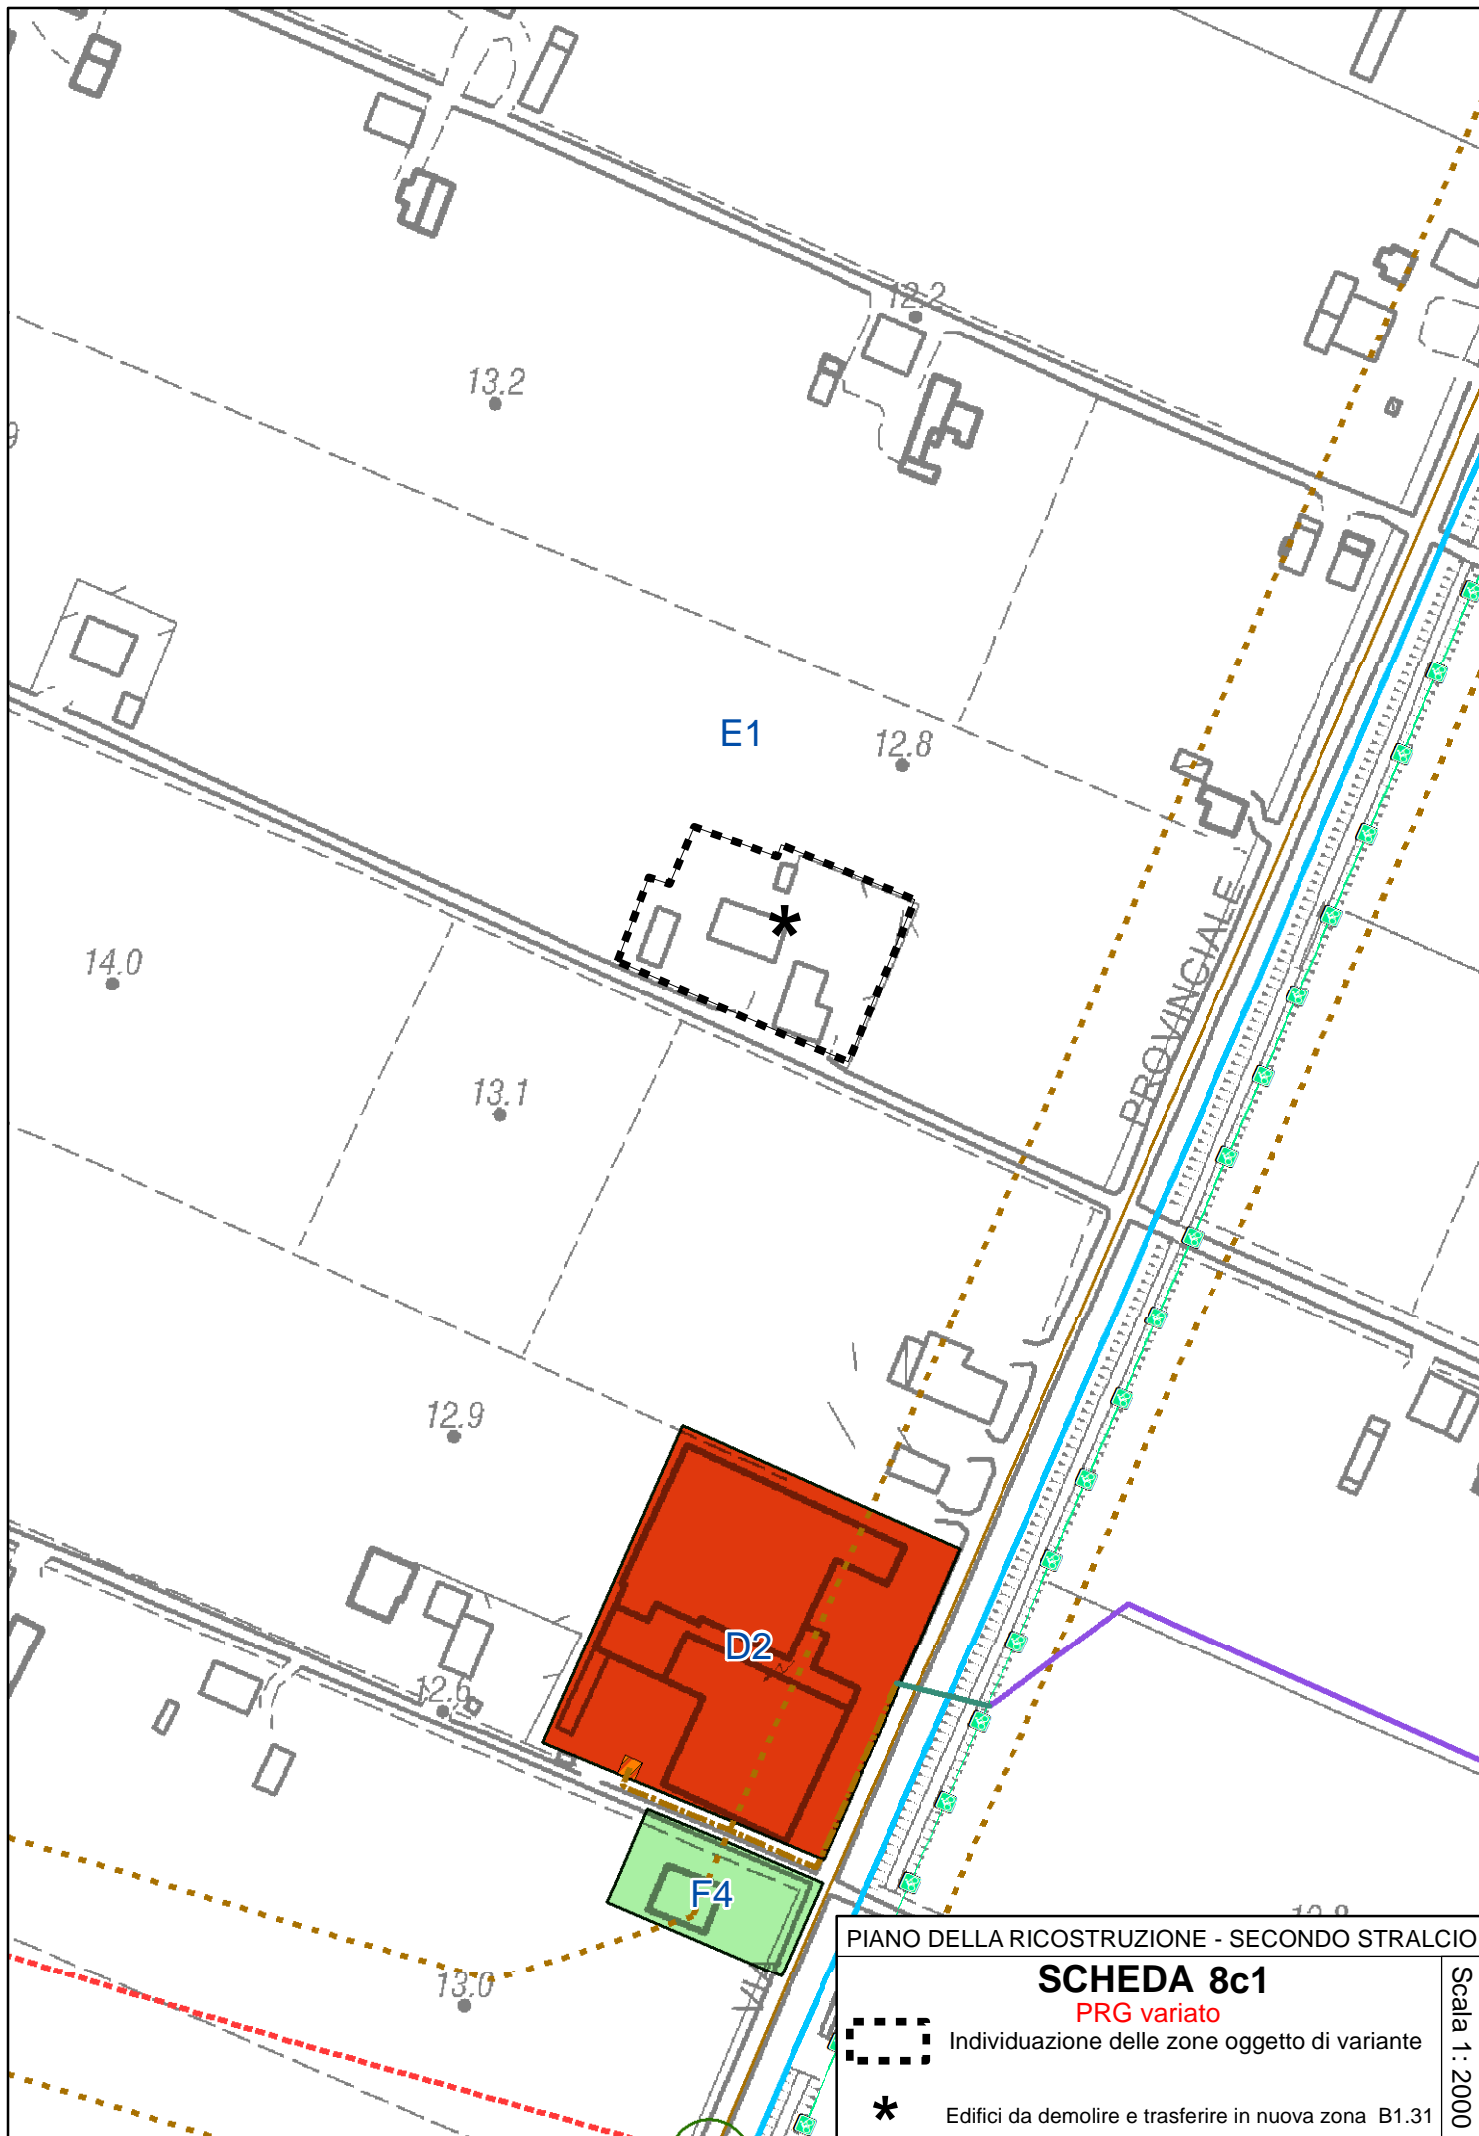 12.2
13.2
9
E1
12.8
14.0
PROVINCIALE
13.1
12.9
D2
12.6
F4
13.0
PIANO DELLA RICOSTRUZIONE - SECONDO STRALCIO
SCHEDA 8c1
PRG variato
Individuazione delle zone oggetto di variante
* Edifici da demolire e trasferire in nuova zona B1.31
Scala 1: 2000